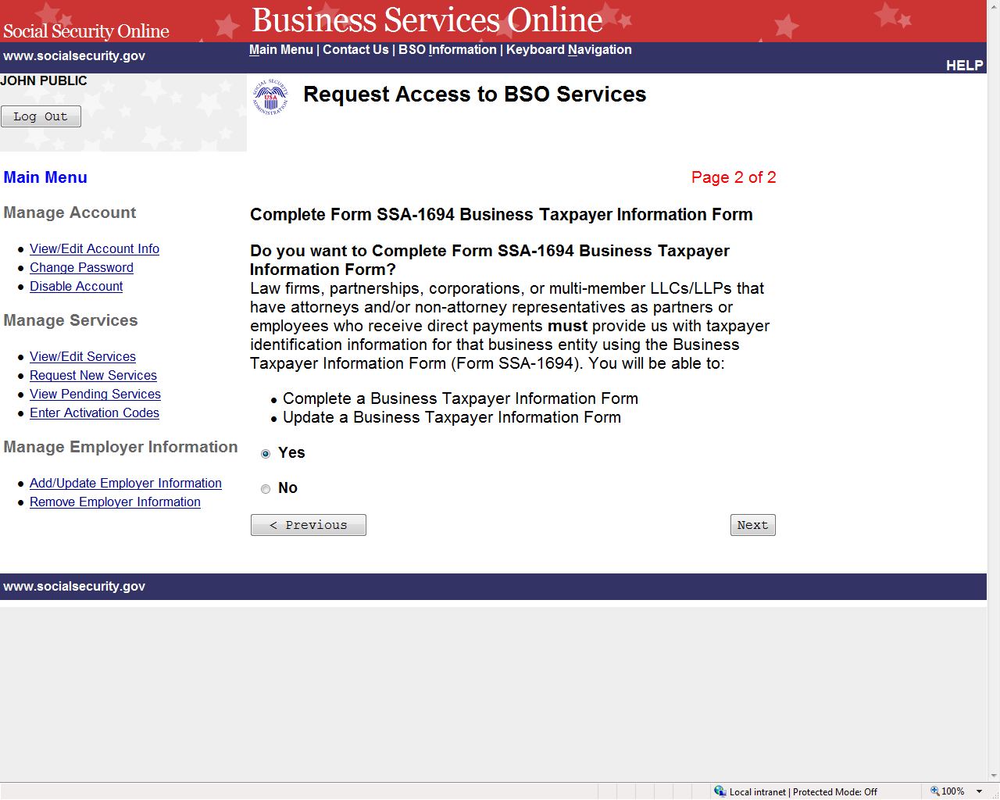 Social Security Online
Business Services Online
www.socialsecurity.gov
Main Menu | Contact Us | BSO Information | Keyboard Navigation
HELP
JOHN PUBLIC
Log Out
SOCIAL SECURITY ADMINISTRATION
USA
Request Access to BSO Services
Main Menu
Manage Account
View/Edit Account Info
Change Password
Disable Account
Manage Services
View/Edit Services
Request New Services
View Pending Services
Enter Activation Codes
Manage Employer Information
Add/Update Employer Information
Remove Employer Information
Page 2 of 2
Complete Form SSA-1694 Business Taxpayer Information Form
Do you want to Complete Form SSA-1694 Business Taxpayer
Information Form?
Law firms, partnerships, corporations, or multi-member LLCs/LLPs that
have attorneys and/or non-attorney representatives as partners or
employees who receive direct payments must provide us with taxpayer
identification information for that business entity using the Business
Taxpayer Information Form (Form SSA-1694). You will be able to:
Complete a Business Taxpayer Information Form
Update a Business Taxpayer Information Form
Yes
No
< Previous
Next
www.socialsecurity.gov
Local intranet | Protected Mode: Off
100%